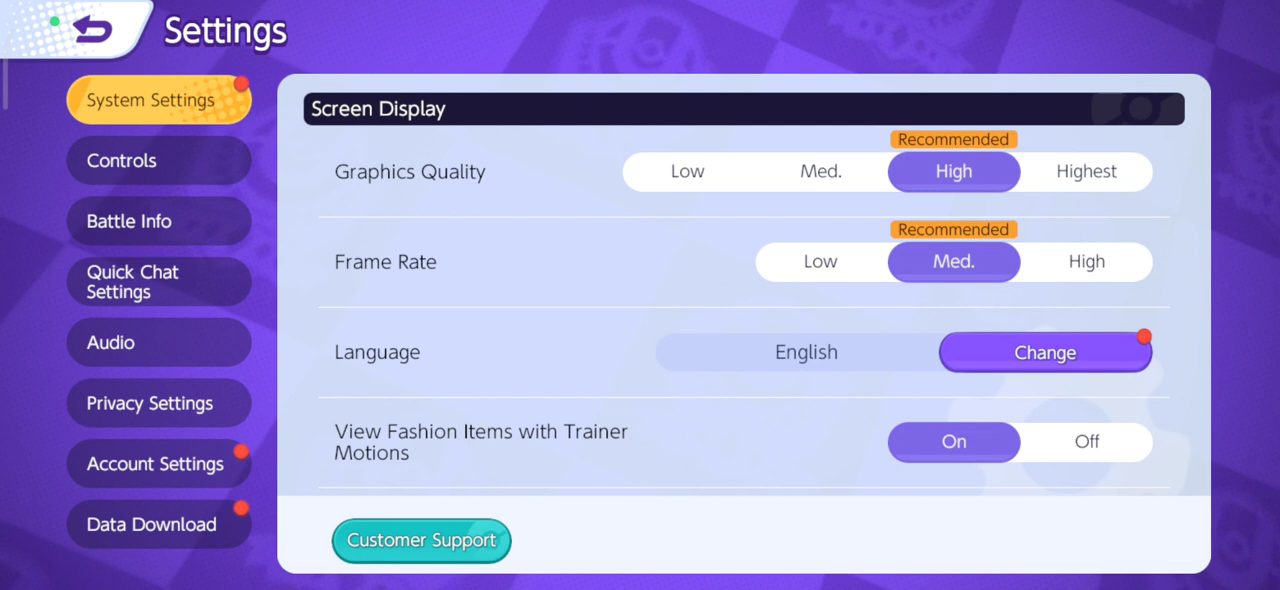 Settings
System Settings
Controls
Battle Info
Quick Chat
Settings
Audio
Privacy Settings
Account Settings
Data Download
Screen Display
Recommended
Graphics Quality Low Med. High Highest
Recommended
Frame Rate Low Med. High
Language English Change
View Fashion Items with Trainer
Motions On Off
Customer Support